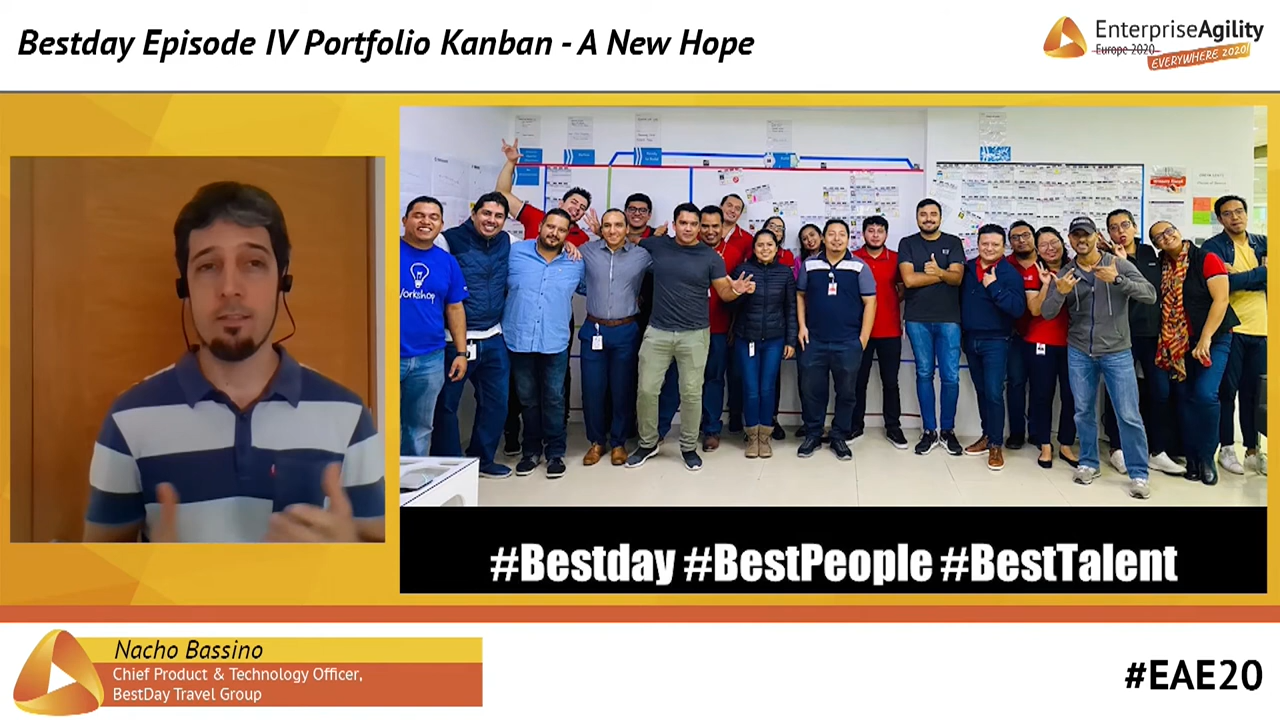 Bestday Episode IV Portfolio Kanban - A New Hope
EnterpriseAgility
Europe 2020
EVERYWHERE 2020!
Workshop
#Bestday #BestPeople #BestTalent
Nacho Bassino
Chief Product & Technology Officer,
BestDay Travel Group
#EAE20